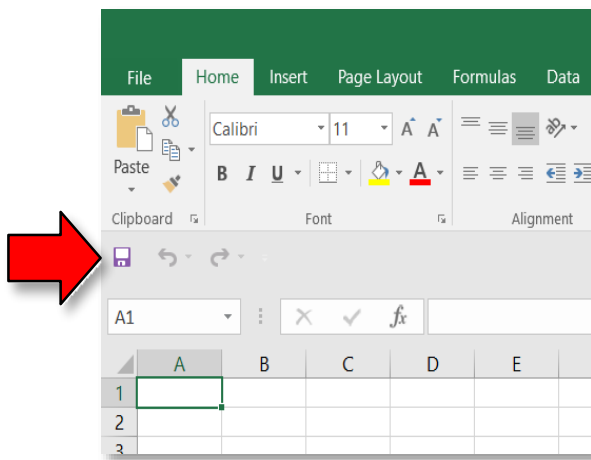 File Home Insert Page Layout Formulas Data
Calibri 11 A A
Paste B I U A
Clipboard Font Alignment
A1 fx
A B C D E
1
2
3